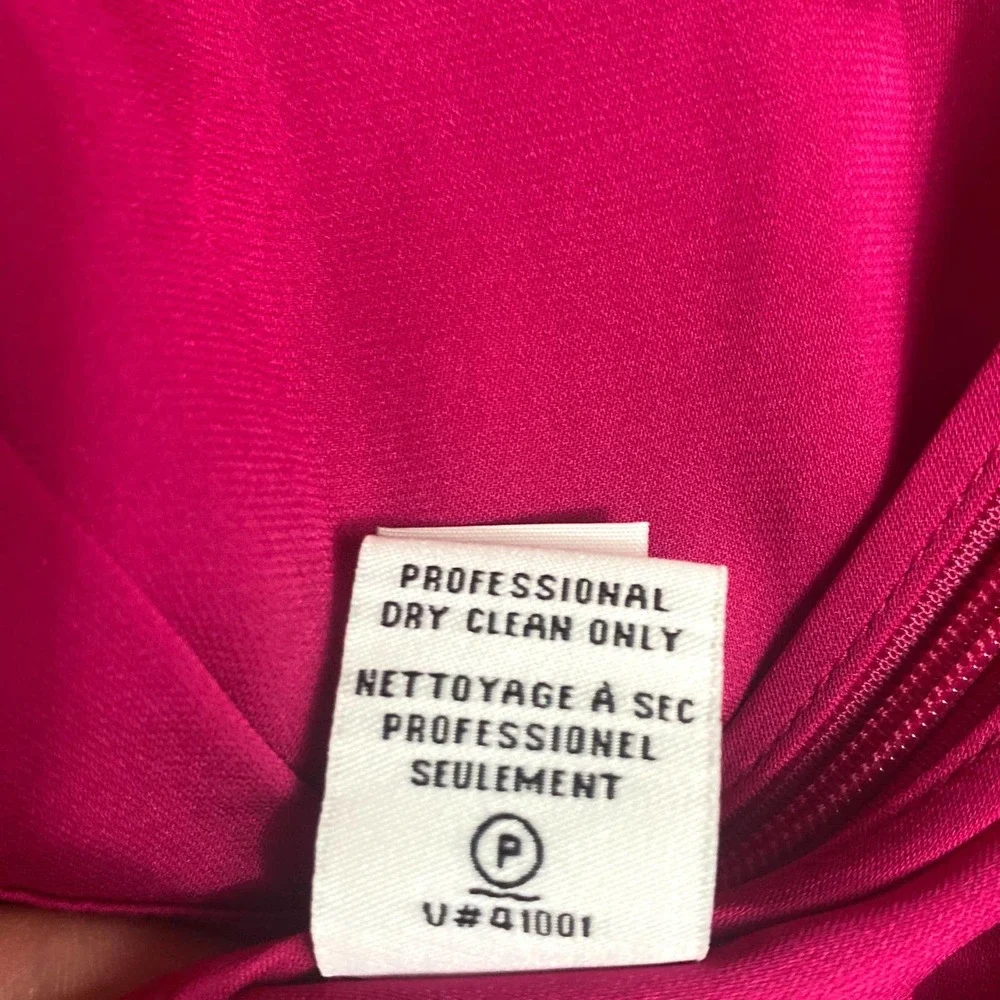 PROFESSIONAL
DRY CLEAN ONLY
NETTOYAGE À SEC
PROFESSIONEL
SEULEMENT
P
V#41001